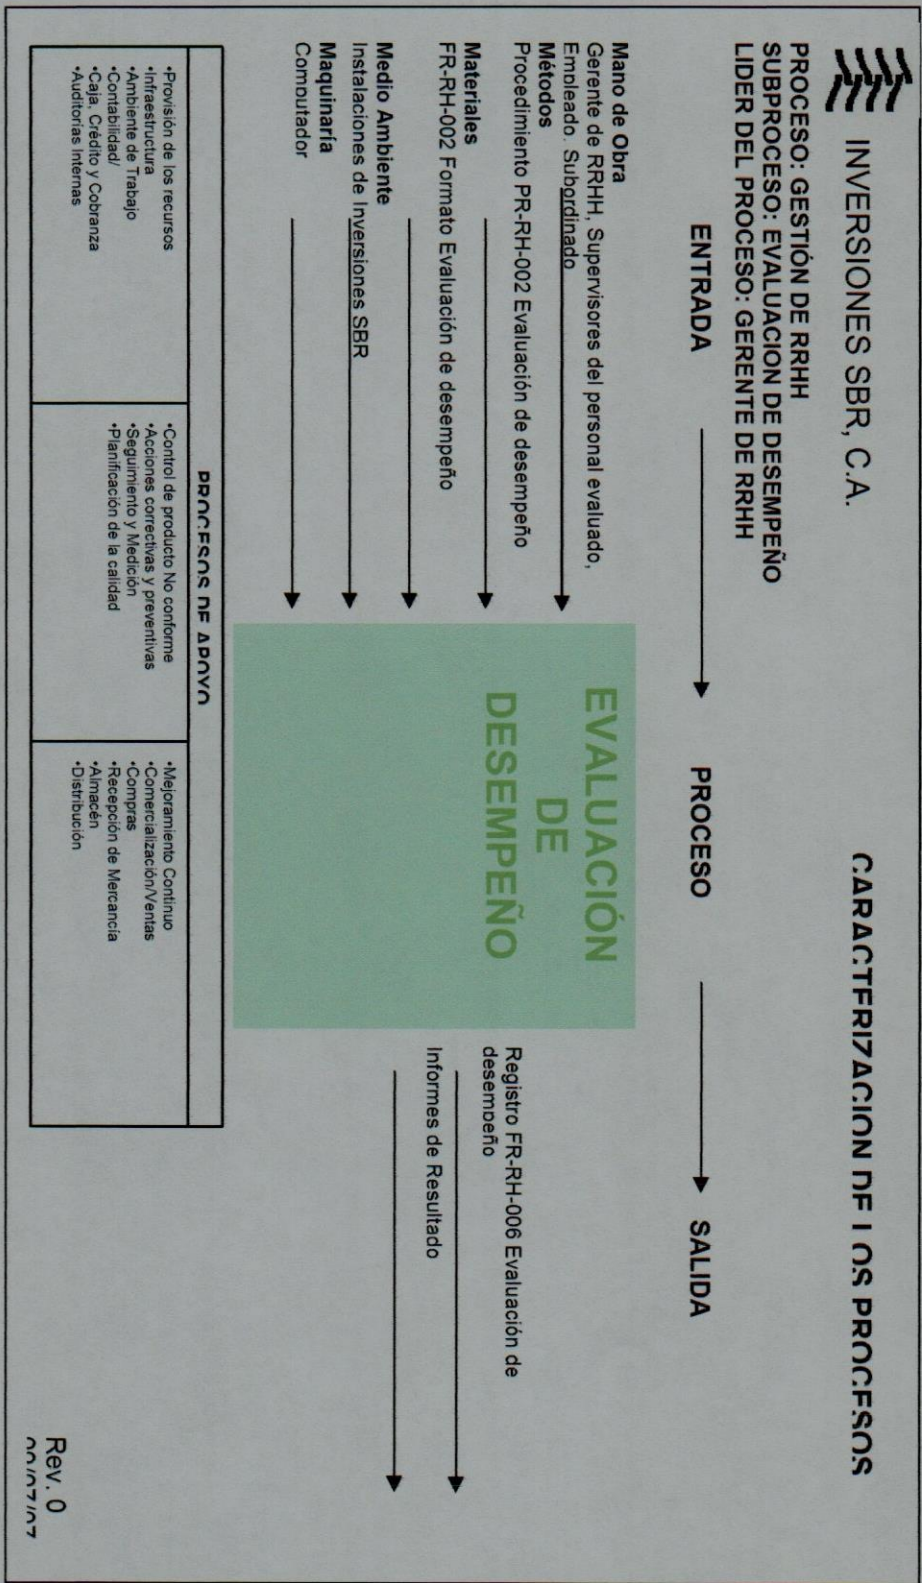 INVERSIONES SBR, C.A.
CARACTERIZACION DE LOS PROCESOS
PROCESO: GESTIÓN DE RRHH
SUBPROCESO: EVALUACION DE DESEMPEÑO
LIDER DEL PROCESO: GERENTE DE RRHH
ENTRADA
PROCESO
SALIDA
Mano de Obra
Gerente de RRHH, Supervisores del personal evaluado,
Empleado. Subordinado
Métodos
Procedimiento PR-RH-002 Evaluación de desempeño
Materiales
FR-RH-002 Formato Evaluación de desempeño
Medio Ambiente
Instalaciones de Inversiones SBR
Maquinaría
Computador
EVALUACIÓN
DE
DESEMPEÑO
Registro FR-RH-006 Evaluación de
desempeño
Informes de Resultado
PROCESOS DE APOYO
•Provisión de los recursos
•Infraestructura
•Ambiente de Trabajo
•Contabilidad/
•Caja, Crédito y Cobranza
•Auditorias Internas
•Control de producto No conforme
•Acciones correctivas y preventivas
•Seguimiento y Medición
•Planificación de la calidad
•Mejoramiento Continuo
•Comercialización/Ventas
•Compras
•Recepción de Mercancía
•Almacén
•Distribución
Rev. 0